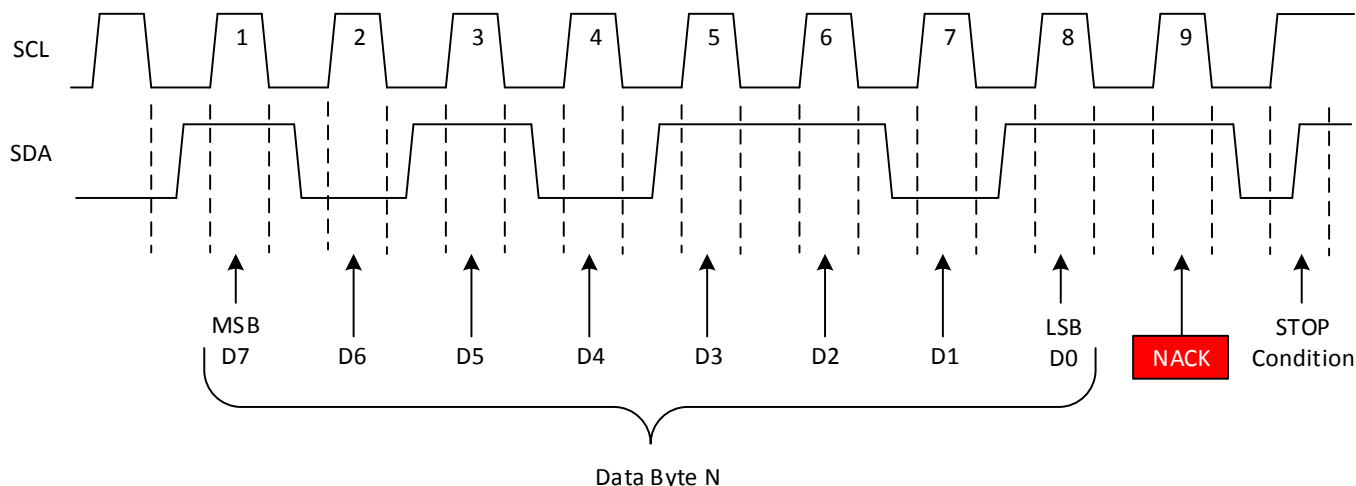 SCL
1 2 3 4 5 6 7 8 9
SDA
MSB LSB STOP
D7 D6 D5 D4 D3 D2 D1 D0 NACK Condition
Data Byte N